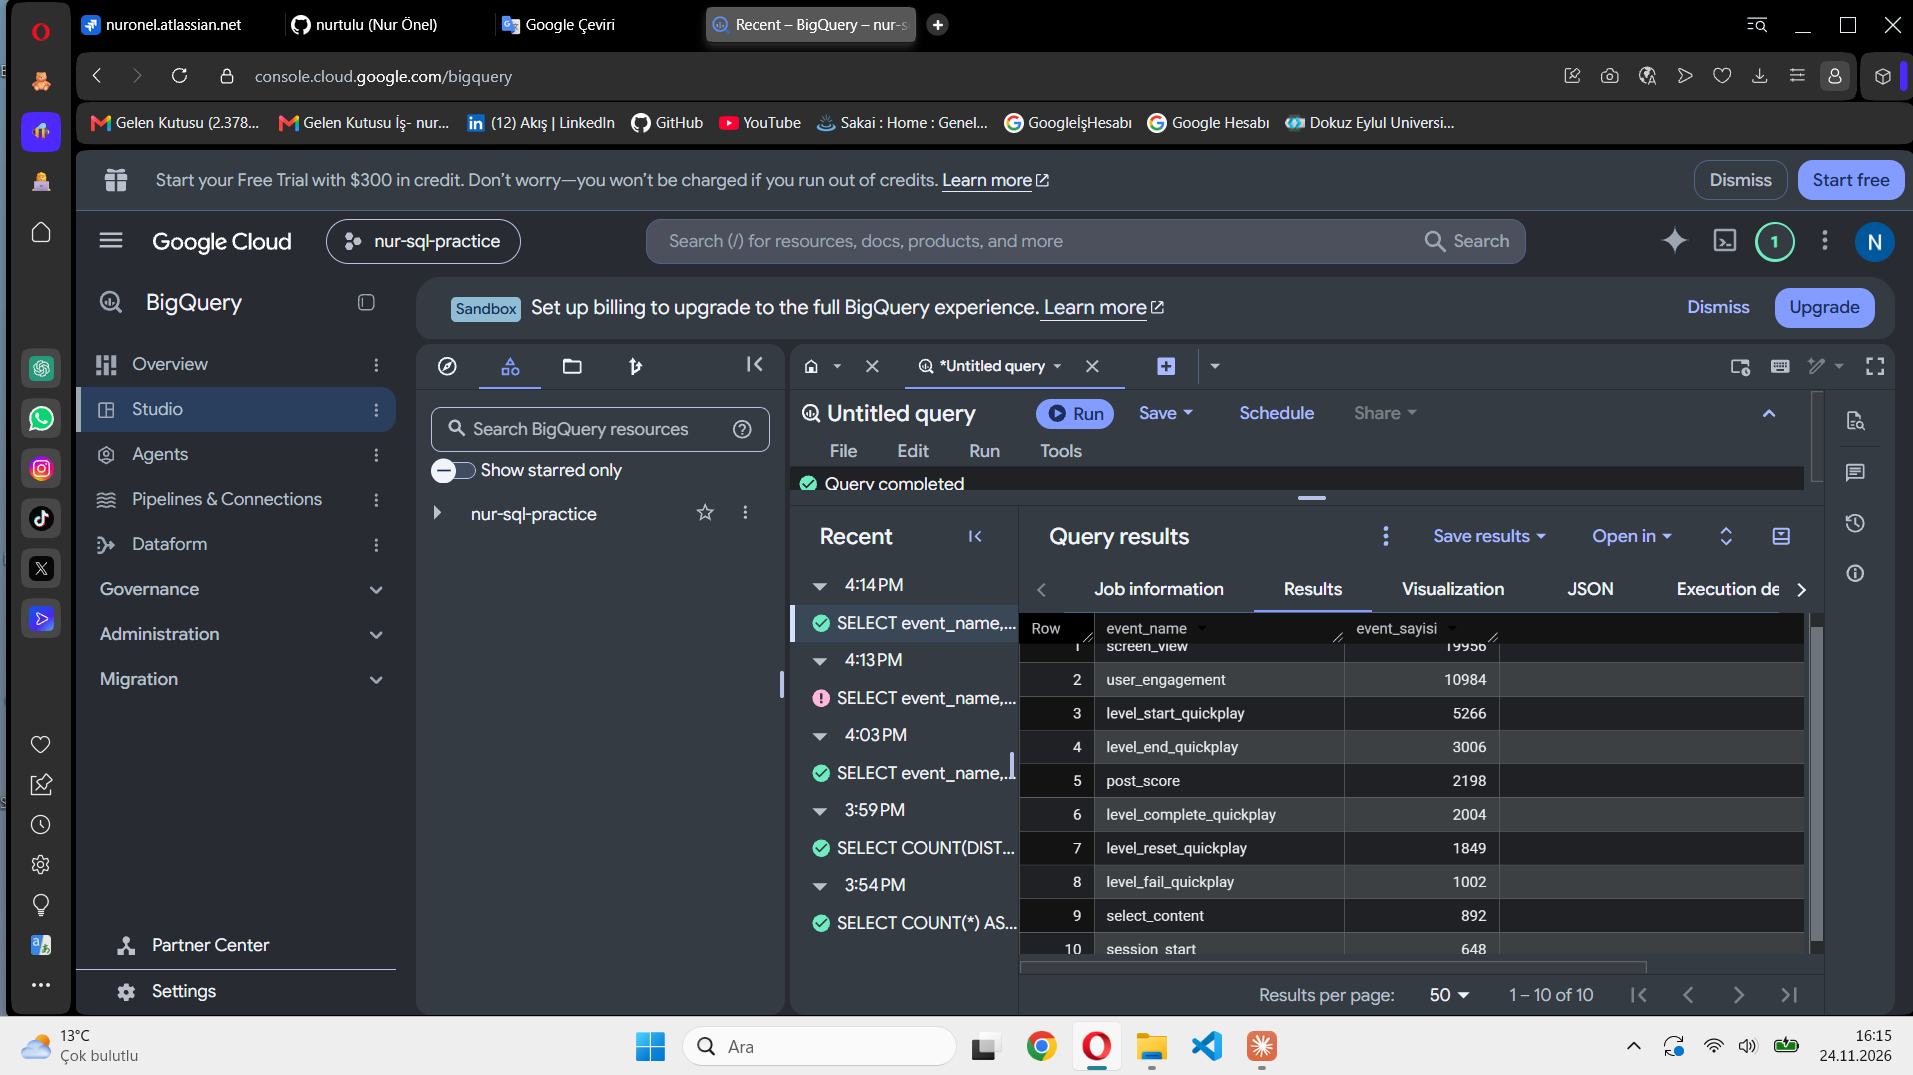 nuronel.atlassian.net
nurtulu (Nur Önel)
Google Çeviri
Recent – BigQuery – nur-s
console.cloud.google.com/bigquery
Gelen Kutusu (2.378...
Gelen Kutusu İş- nur...
(12) Akış | LinkedIn
GitHub
YouTube
Sakai : Home : Genel...
GoogleİşHesabı
Google Hesabı
Dokuz Eylul Universi...
Start your Free Trial with $300 in credit. Don't worry—you won't be charged if you run out of credits. Learn more
Dismiss
Start free
Google Cloud
nur-sql-practice
Search (/) for resources, docs, products, and more
Search
1
N
BigQuery
Sandbox
Set up billing to upgrade to the full BigQuery experience. Learn more
Dismiss
Upgrade
Overview
Studio
Agents
Pipelines & Connections
Dataform
Governance
Administration
Migration
Partner Center
Settings
Search BigQuery resources
Show starred only
nur-sql-practice
*Untitled query
Untitled query
Run
Save
Schedule
Share
File
Edit
Run
Tools
Query completed
Recent
4:14 PM
SELECT event_name,...
4:13 PM
SELECT event_name,...
4:03 PM
SELECT event_name,...
3:59 PM
SELECT COUNT(DIST...
3:54 PM
SELECT COUNT(*) AS...
Query results
Save results
Open in
Job information
Results
Visualization
JSON
Execution de
Row event_name event_sayisi
1 screen_view 19956
2 user_engagement 10984
3 level_start_quickplay 5266
4 level_end_quickplay 3006
5 post_score 2198
6 level_complete_quickplay 2004
7 level_reset_quickplay 1849
8 level_fail_quickplay 1002
9 select_content 892
10 session_start 648
Results per page: 50 1 – 10 of 10
13°C
Çok bulutlu
Ara
16:15
24.11.2026